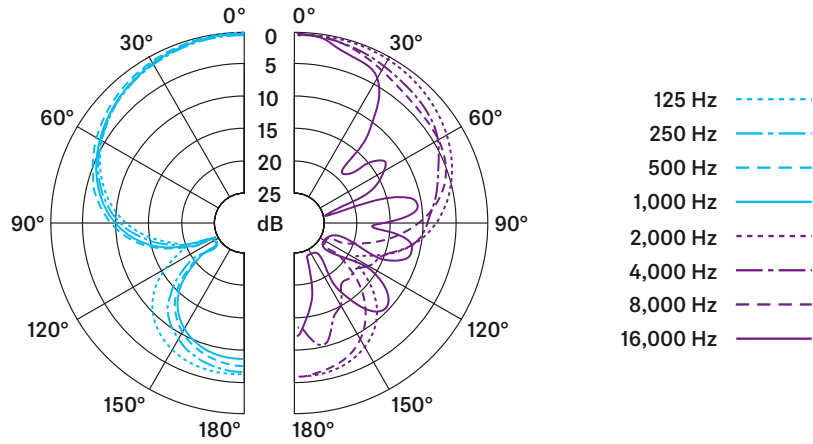 0° 0°
30° 0 30°
5
60° 10 60°
15
20
25
90° dB 90°
120° 120°
150° 150°
180° 180°
125 Hz
250 Hz
500 Hz
1,000 Hz
2,000 Hz
4,000 Hz
8,000 Hz
16,000 Hz